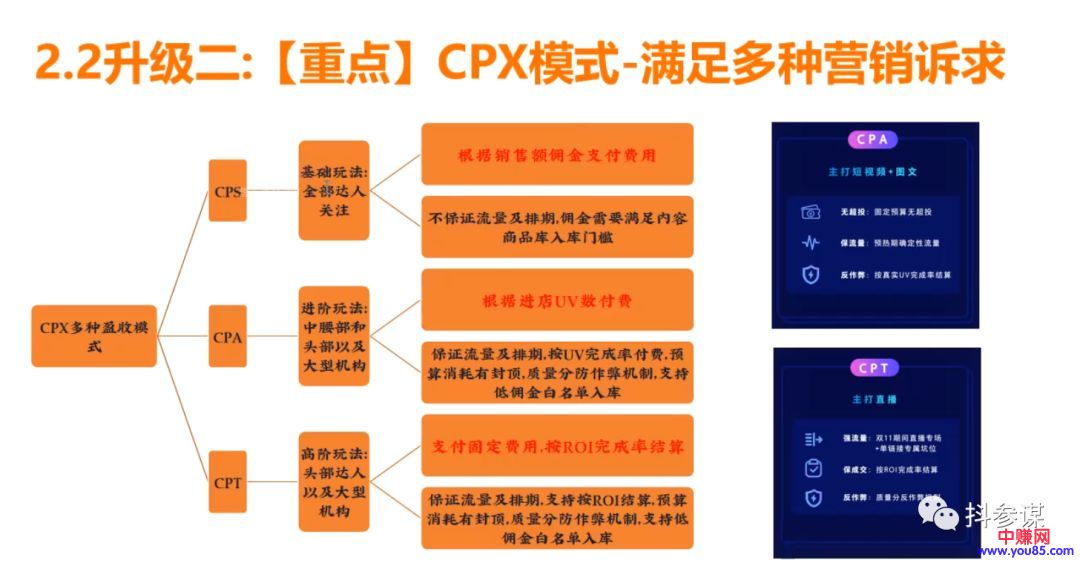 2.2升级二:【重点】CPX模式-满足多种营销诉求
CPX多种盈收模
式
CPS
基础玩法:
全部达人
关注
根据销售额佣金支付费用
不保证流量及排期,佣金需要满足内容
商品库入库门槛
CPA
进阶玩法:
中腰部和
头部以及
大型机构
根据进店UV数付费
保证流量及排期,按UV完成率付费,预
算消耗有封顶,质量分防作弊机制,支持
低佣金白名单入库
CPT
高阶玩法:
头部达人
以及大型
机构
支付固定费用,按ROI完成率结算
保证流量及排期,支持按ROI结算,预算
消耗有封顶,质量分防作弊机制,支持低
佣金白名单入库
CPA
主打短视频+图文
无超投：固定预算无超投
保流量：预热期确定性流量
反作弊：按真实UV完成率结算
CPT
主打直播
强流量：双11期间直播专场
+单链接专属坑位
保成交：按ROI完成率结算
反作弊：质量分反作弊
抖参谋
中赚网
www.you85.com